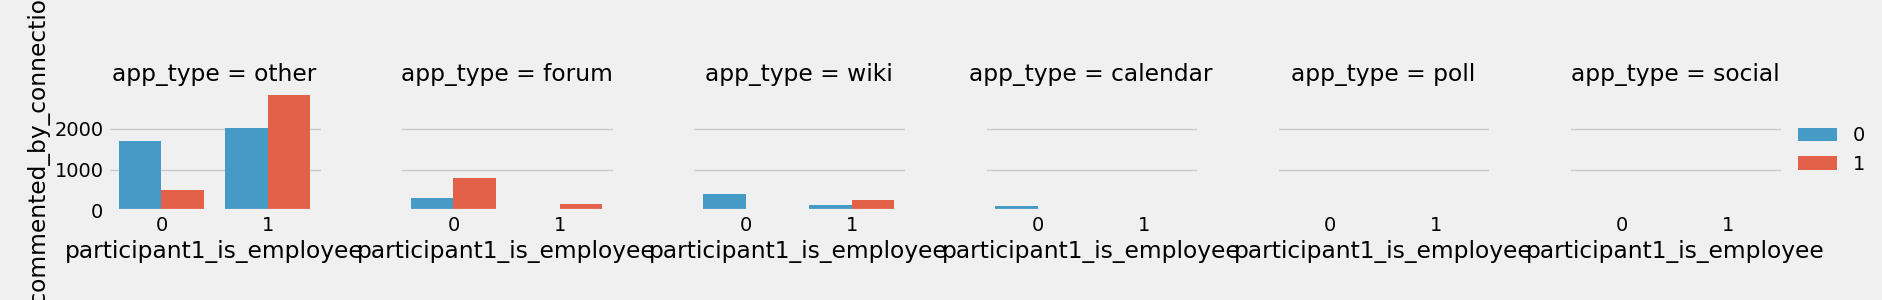 commented_by_connectio
app_type = other
app_type = forum
app_type = wiki
app_type = calendar
app_type = poll
app_type = social
2000
1000
0
0
1
0 1
0 1
0 1
0 1
0 1
0 1
participant1_is_employee
participant1_is_employee
participant1_is_employee
participant1_is_employee
participant1_is_employee
participant1_is_employee